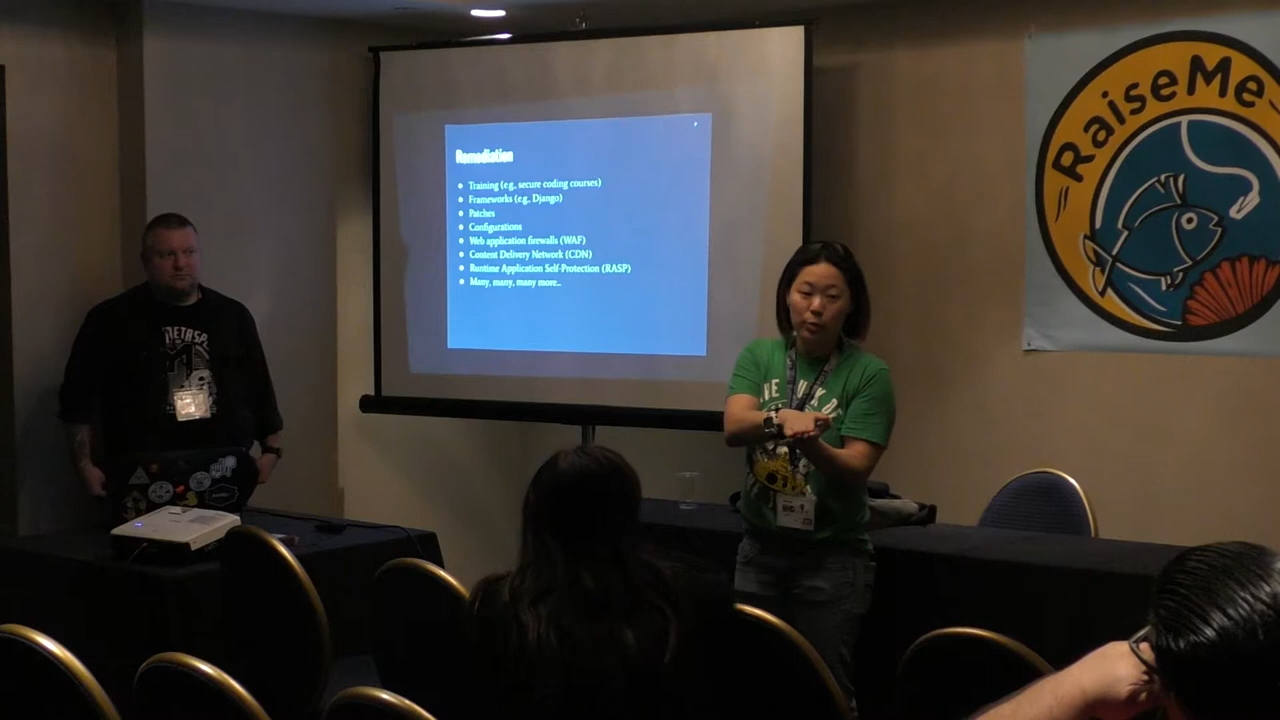 Remediation
Training (e.g., secure coding courses)
Frameworks (e.g., Django)
Patches
Configurations
Web application firewalls (WAF)
Content Delivery Network (CDN)
Runtime Application Self-Protection (RASP)
Many, many, many more...
RaiseMe
METASP